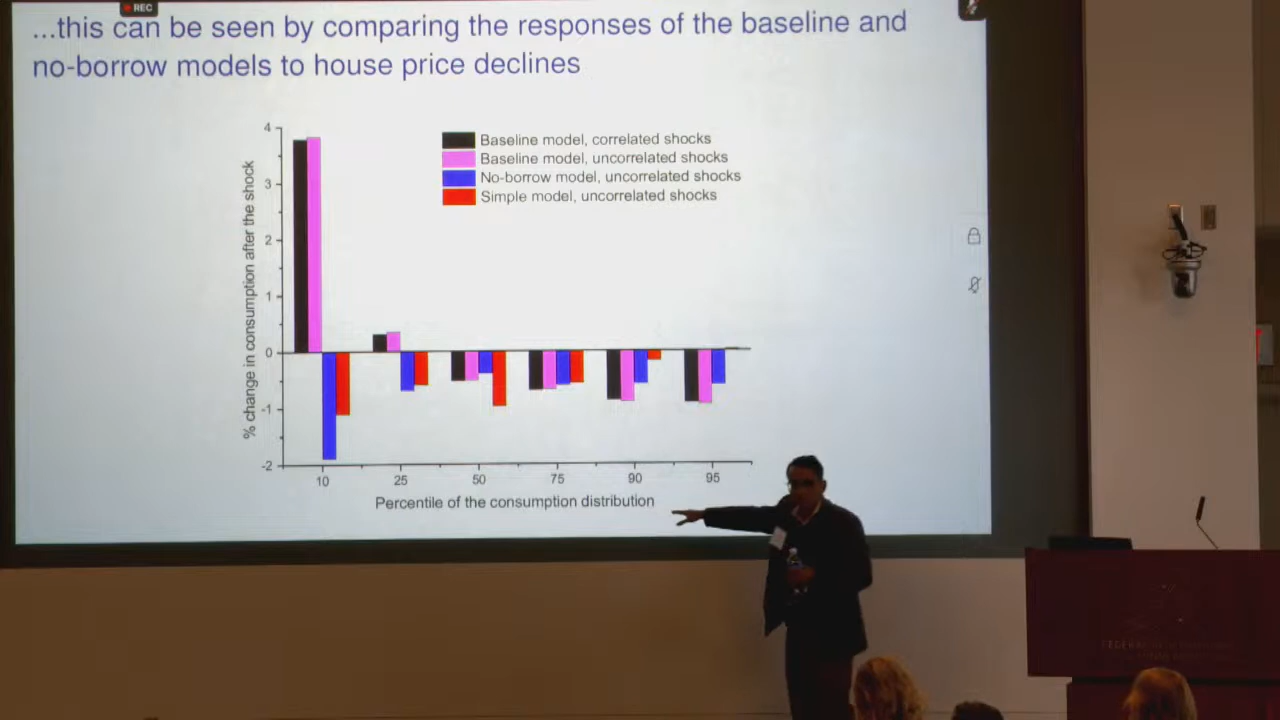 REC
...this can be seen by comparing the responses of the baseline and
no-borrow models to house price declines
Baseline model, correlated shocks
Baseline model, uncorrelated shocks
No-borrow model, uncorrelated shocks
Simple model, uncorrelated shocks
% change in consumption after the shock
4
3
2
1
0
-1
-2
10 25 50 75 90 95
Percentile of the consumption distribution